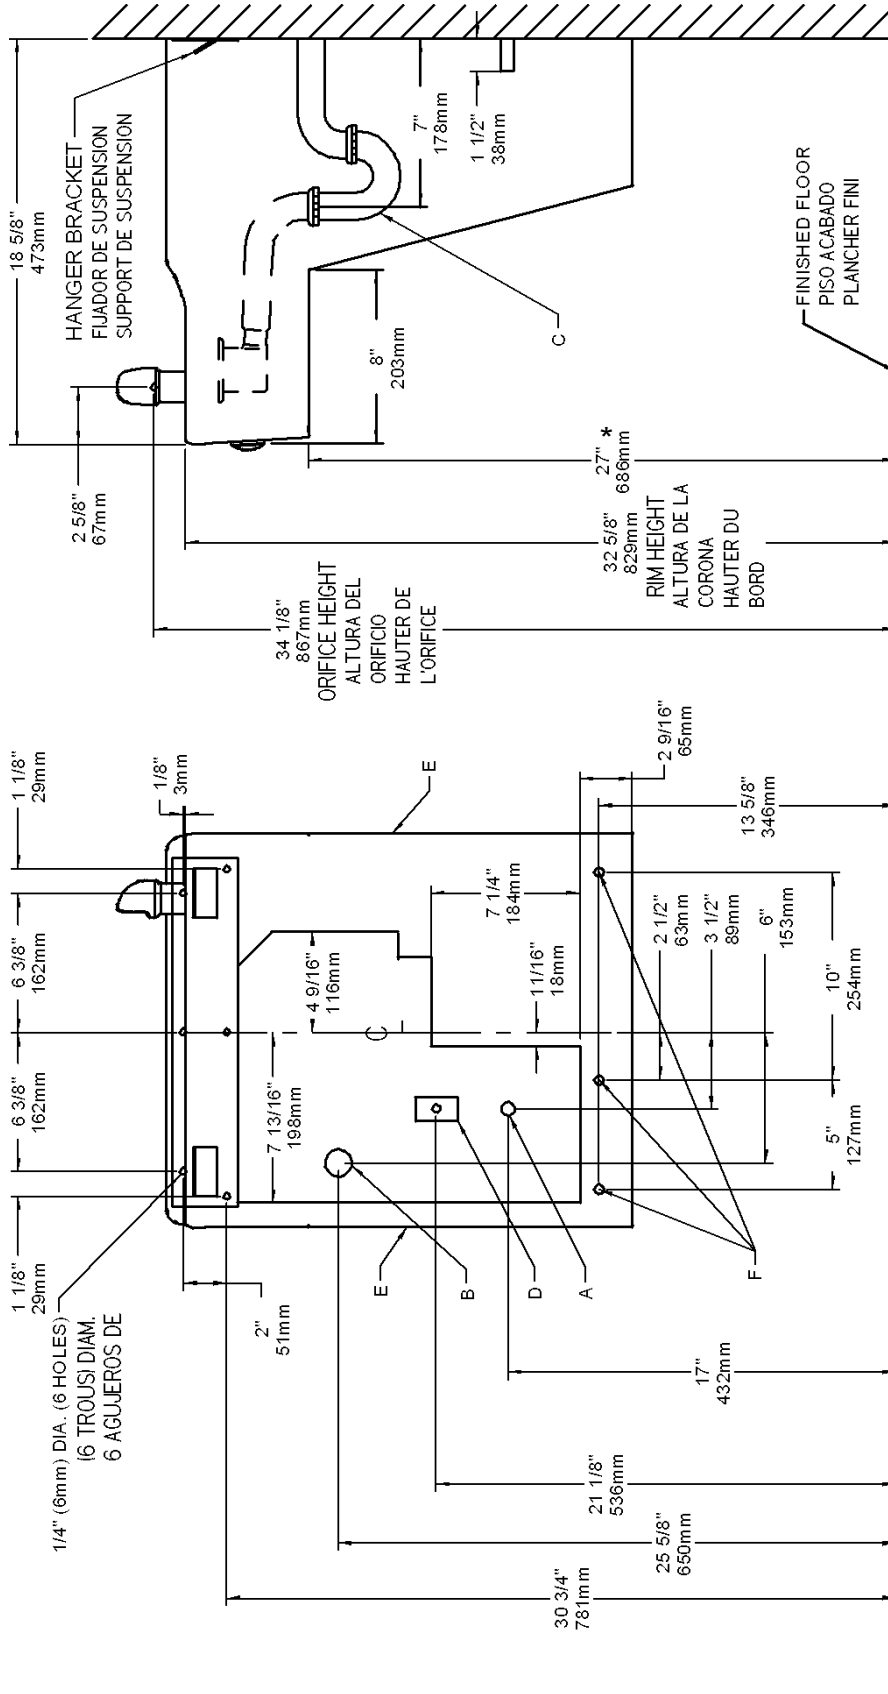 1 1/8"
29mm
6 3/8"
162mm
6 3/8"
162mm
1 1/8"
29mm
1/8"
3mm
1/4" (6mm) DIA. (6 HOLES)
(6 TROUS) DIAM.
6 AGUJEROS DE
2"
51mm
7 13/16"
198mm
4 9/16"
116mm
C
L
11/16"
18mm
7 1/4"
184mm
E
E
B
D
A
F
2 9/16"
65mm
13 5/8"
346mm
2 1/2"
63mm
3 1/2"
89mm
6"
153mm
10"
254mm
5"
127mm
17"
432mm
21 1/8"
536mm
25 5/8"
650mm
30 3/4"
781mm
18 5/8"
473mm
HANGER BRACKET
FIJADOR DE SUSPENSION
SUPPORT DE SUSPENSION
2 5/8"
67mm
7"
178mm
1 1/2"
38mm
8"
203mm
C
27" *
686mm
32 5/8"
829mm
RIM HEIGHT
ALTURA DE LA
CORONA
HAUTER DU
BORD
34 1/8"
867mm
ORIFICE HEIGHT
ALTURA DEL
ORIFICIO
HAUTER DE
L'ORIFICE
FINISHED FLOOR
PISO ACABADO
PLANCHER FINI